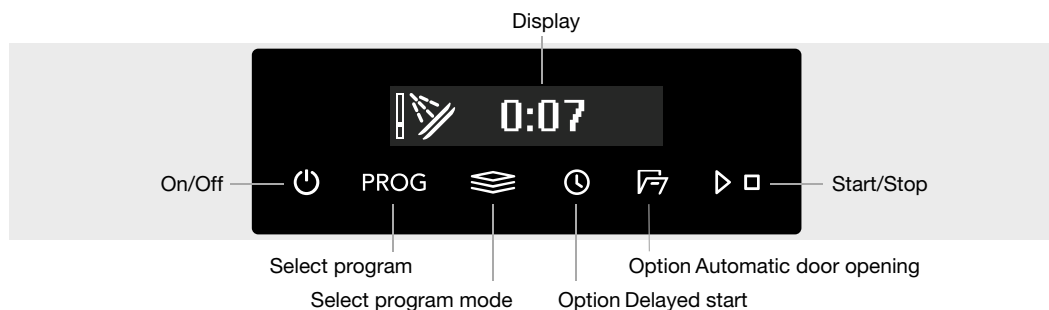 Display
0:07
On/Off
PROG
Start/Stop
Select program
Option Automatic door opening
Select program mode
Option Delayed start